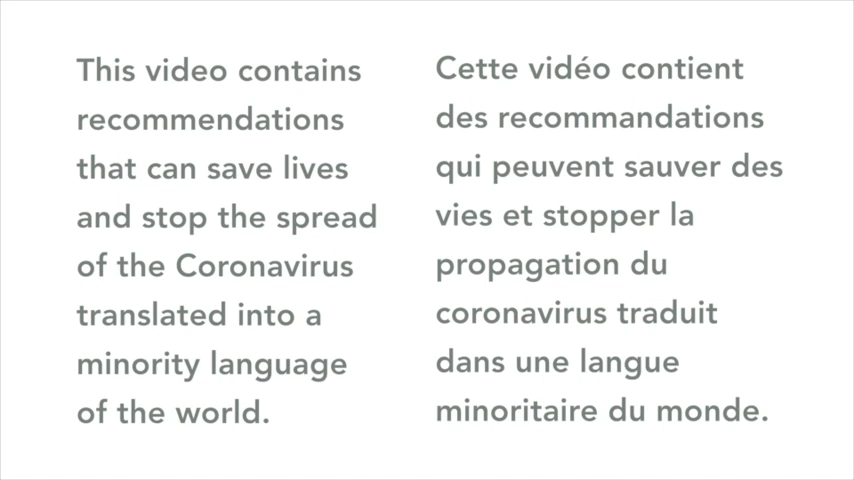 This video contains
recommendations
that can save lives
and stop the spread
of the Coronavirus
translated into a
minority language
of the world.
Cette vidéo contient
des recommandations
qui peuvent sauver des
vies et stopper la
propagation du
coronavirus traduit
dans une langue
minoritaire du monde.